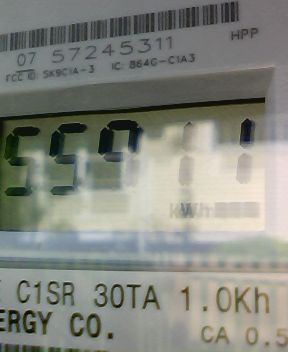 07 57245311 HPP
FCC ID: SK9C1A-3 IC: 864G-C1A3
55911
kWh
C1SR 30TA 1.0Kh
ERGY CO. CA 0.5